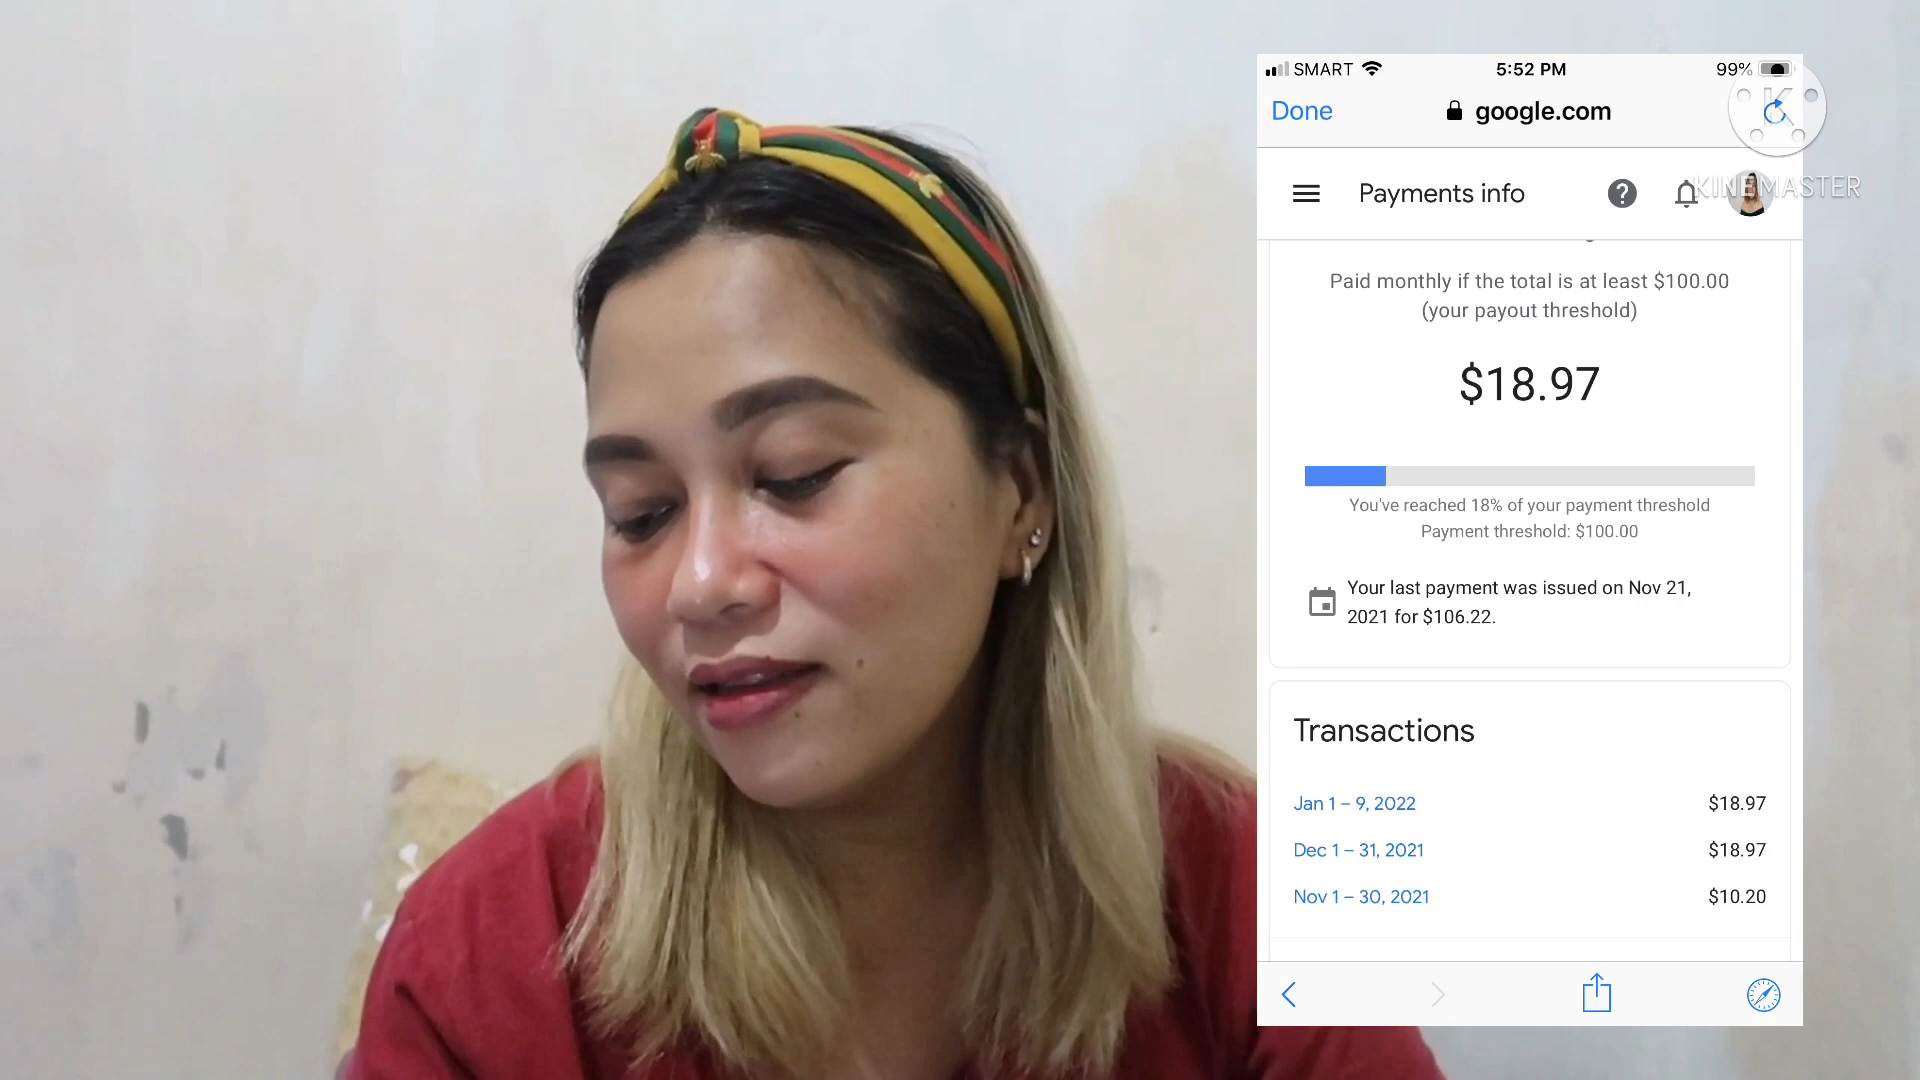 SMART
5:52 PM
99%
Done
google.com
K
KINEMASTER
Payments info
Paid monthly if the total is at least $100.00
(your payout threshold)
$18.97
You've reached 18% of your payment threshold
Payment threshold: $100.00
Your last payment was issued on Nov 21,
2021 for $106.22.
Transactions
Jan 1 – 9, 2022 $18.97
Dec 1 – 31, 2021 $18.97
Nov 1 – 30, 2021 $10.20